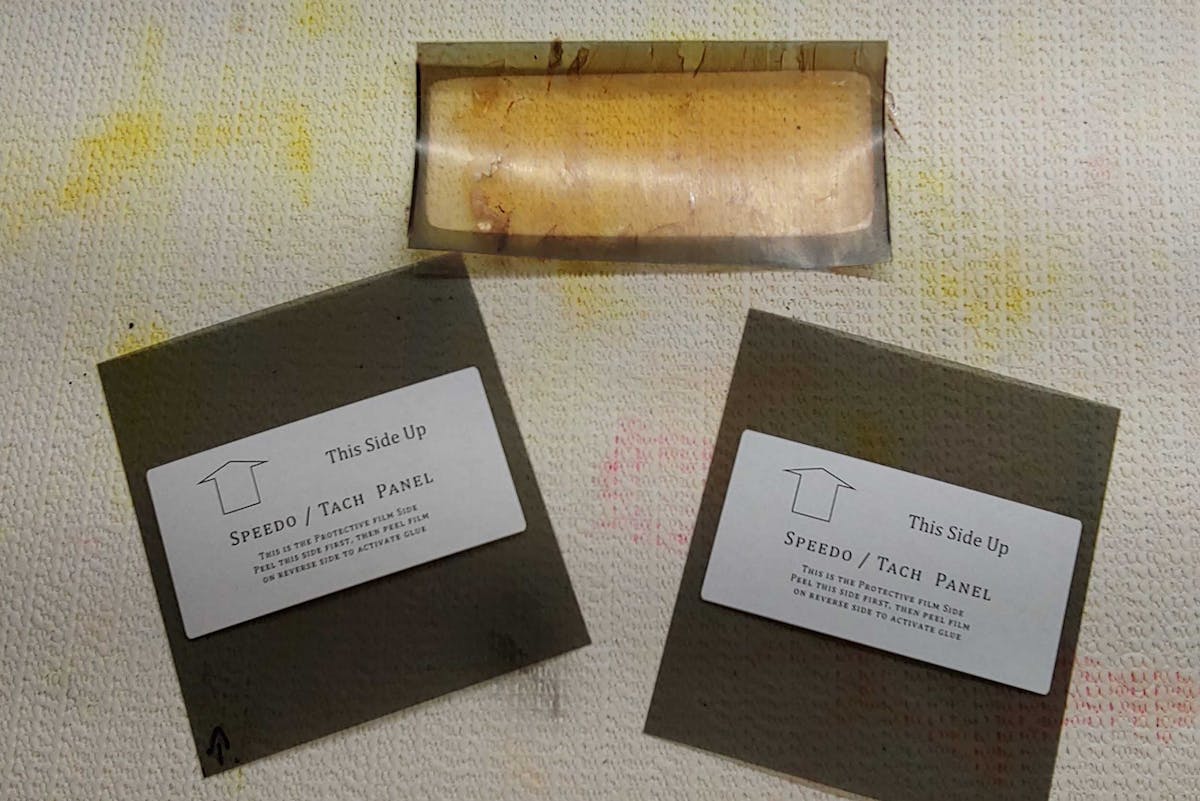 This Side Up
Speedo / Tach Panel
This is the Protective film Side
Peel this side first, then peel film
on reverse side to activate glue
This Side Up
Speedo / Tach Panel
This is the Protective film Side
Peel this side first, then peel film
on reverse side to activate glue